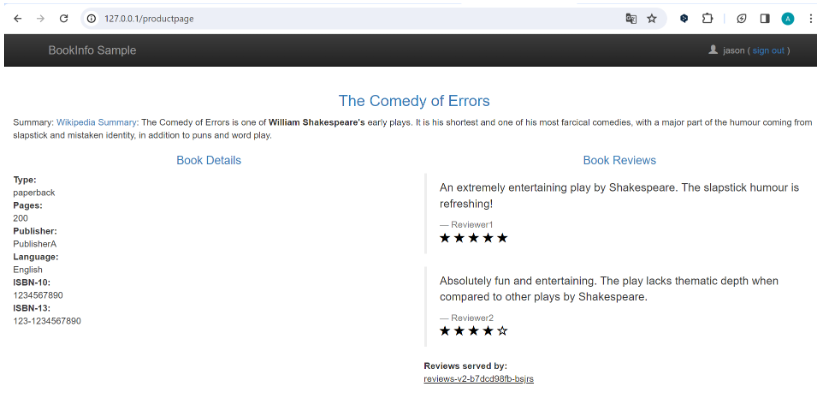 127.0.0.1/productpage
BookInfo Sample
jason ( sign out )
The Comedy of Errors
Summary: Wikipedia Summary: The Comedy of Errors is one of William Shakespeare's early plays. It is his shortest and one of his most farcical comedies, with a major part of the humour coming from
slapstick and mistaken identity, in addition to puns and word play.
Book Details
Type:
paperback
Pages:
200
Publisher:
PublisherA
Language:
English
ISBN-10:
1234567890
ISBN-13:
123-1234567890
Book Reviews
An extremely entertaining play by Shakespeare. The slapstick humour is
refreshing!
— Reviewer1
Absolutely fun and entertaining. The play lacks thematic depth when
compared to other plays by Shakespeare.
— Reviewer2
Reviews served by:
reviews-v2-b7dcd98fb-bsjrs